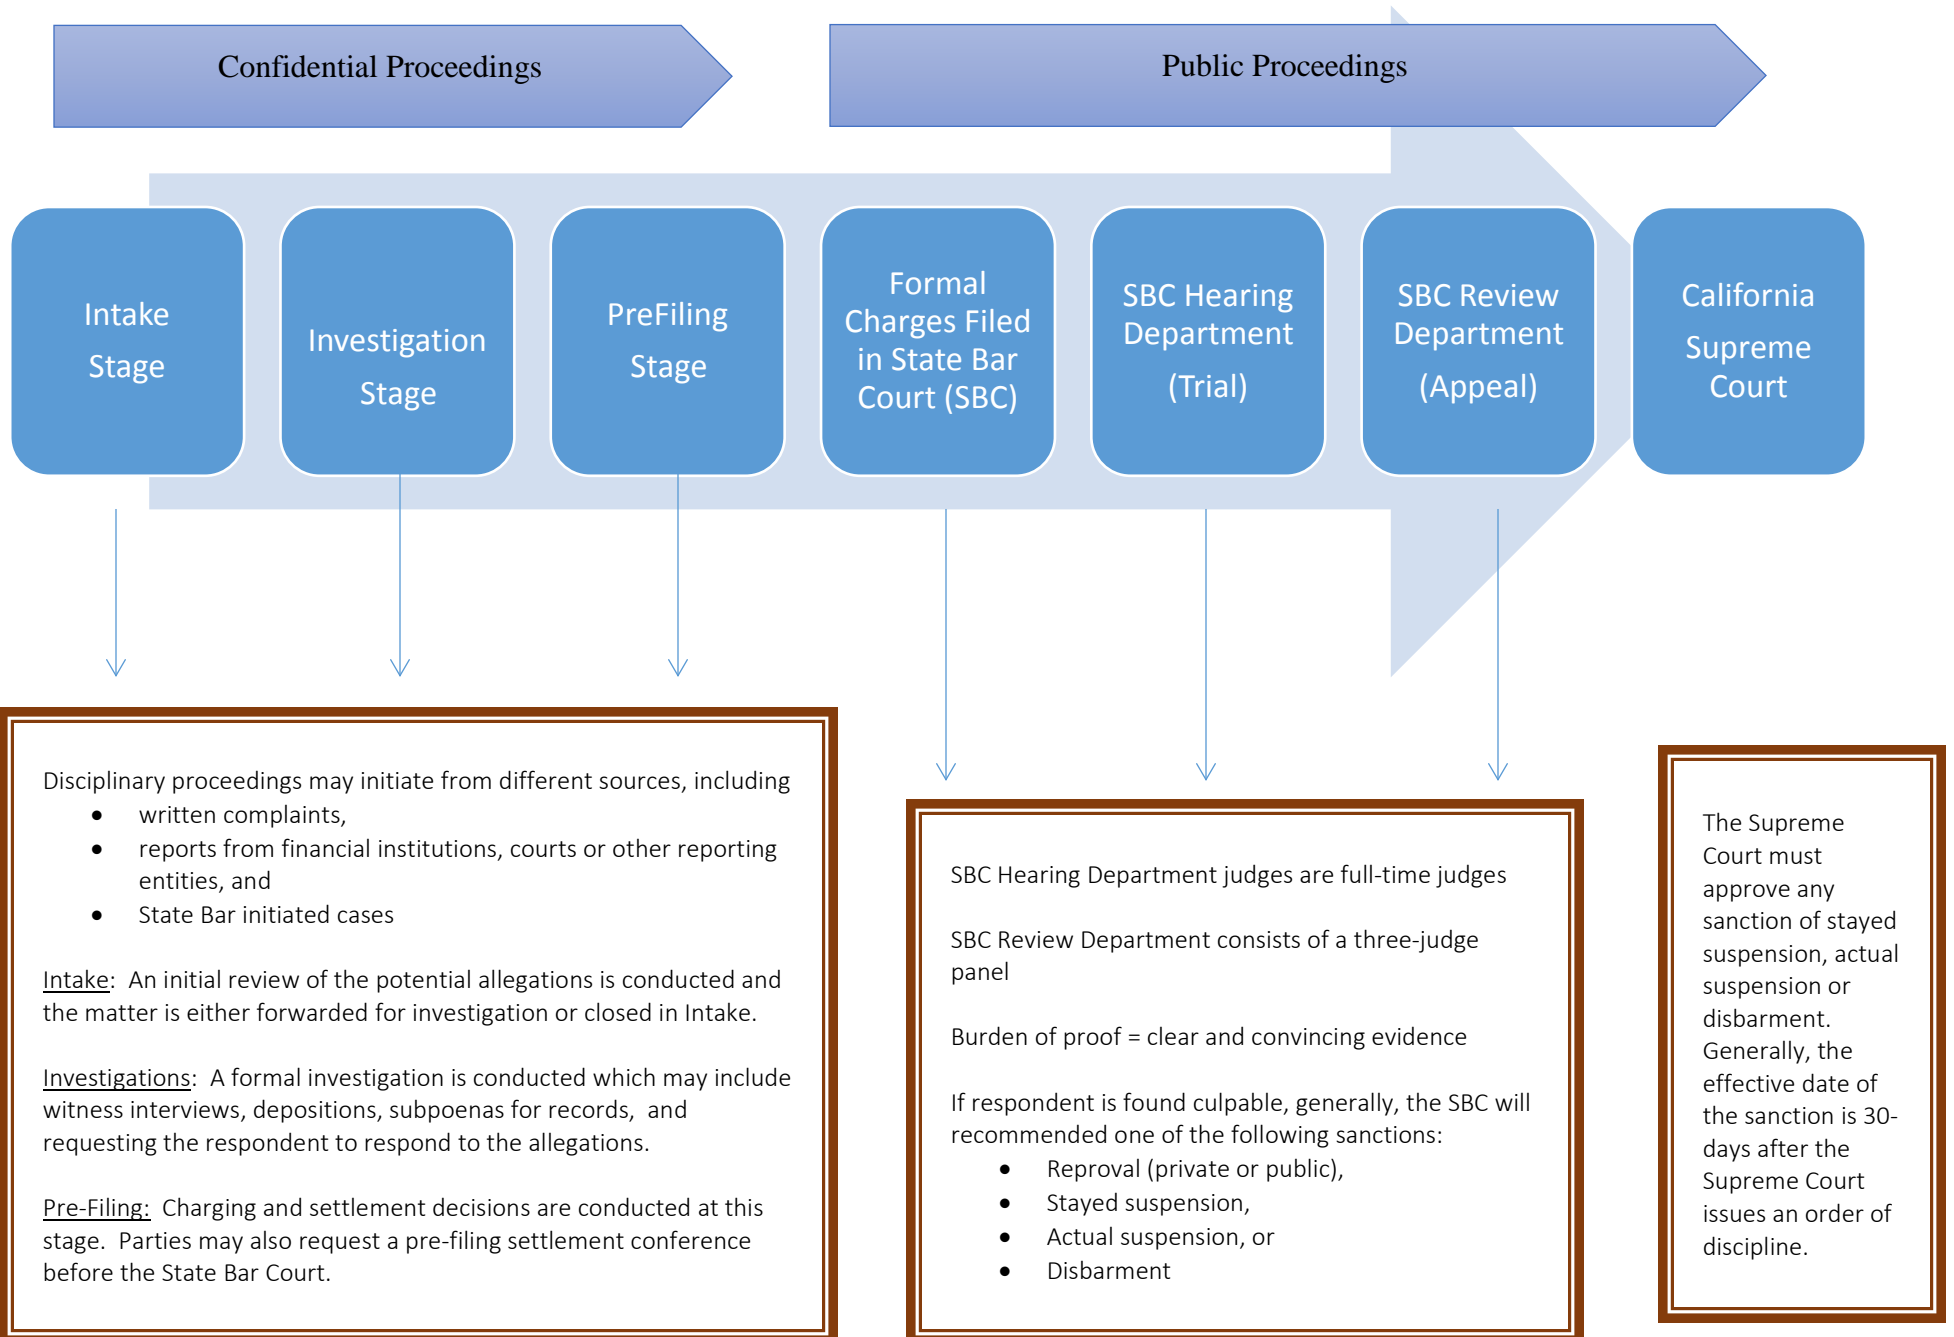 Confidential Proceedings
Public Proceedings
Intake
Stage
Investigation
Stage
PreFiling
Stage
Formal
Charges Filed
in State Bar
Court (SBC)
SBC Hearing
Department
(Trial)
SBC Review
Department
(Appeal)
California
Supreme
Court
Disciplinary proceedings may initiate from different sources, including
• written complaints,
• reports from financial institutions, courts or other reporting
entities, and
• State Bar initiated cases
Intake:  An initial review of the potential allegations is conducted and
the matter is either forwarded for investigation or closed in Intake.
Investigations:  A formal investigation is conducted which may include
witness interviews, depositions, subpoenas for records,  and
requesting the respondent to respond to the allegations.
Pre-Filing:  Charging and settlement decisions are conducted at this
stage.  Parties may also request a pre-filing settlement conference
before the State Bar Court.
SBC Hearing Department judges are full-time judges
SBC Review Department consists of a three-judge
panel
Burden of proof = clear and convincing evidence
If respondent is found culpable, generally, the SBC will
recommended one of the following sanctions:
• Reproval (private or public),
• Stayed suspension,
• Actual suspension, or
• Disbarment
The Supreme
Court must
approve any
sanction of stayed
suspension, actual
suspension or
disbarment.
Generally, the
effective date of
the sanction is 30-
days after the
Supreme Court
issues an order of
discipline.